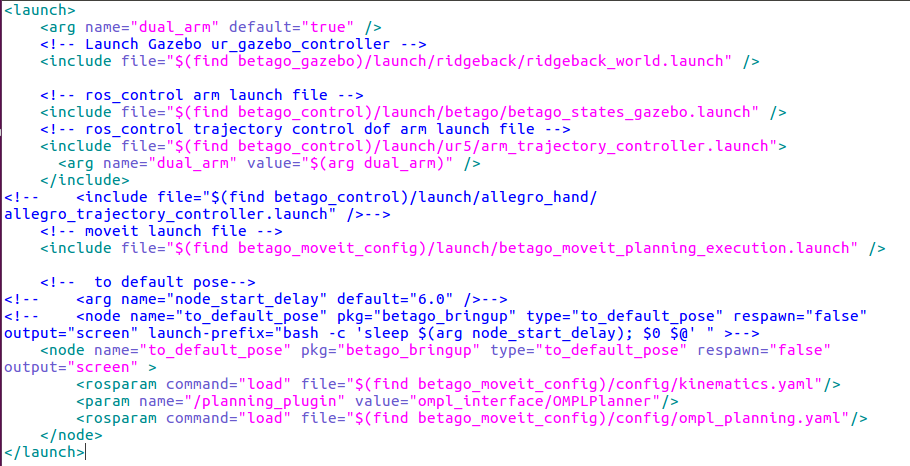 <launch>
    <arg name="dual_arm" default="true" />
    <!-- Launch Gazebo ur_gazebo_controller -->
    <include file="$(find betago_gazebo)/launch/ridgeback/ridgeback_world.launch" />

    <!-- ros_control arm launch file -->
    <include file="$(find betago_control)/launch/betago/betago_states_gazebo.launch" />
    <!-- ros_control trajectory control dof arm launch file -->
    <include file="$(find betago_control)/launch/ur5/arm_trajectory_controller.launch">
      <arg name="dual_arm" value="$(arg dual_arm)" />
    </include>
<!--    <include file="$(find betago_control)/launch/allegro_hand/
allegro_trajectory_controller.launch" />-->
    <!-- moveit launch file -->
    <include file="$(find betago_moveit_config)/launch/betago_moveit_planning_execution.launch" />

    <!--  to default pose-->
<!--    <arg name="node_start_delay" default="6.0" />-->
<!--    <node name="to_default_pose" pkg="betago_bringup" type="to_default_pose" respawn="false"
output="screen" launch-prefix="bash -c 'sleep $(arg node_start_delay); $0 $@' " >-->
    <node name="to_default_pose" pkg="betago_bringup" type="to_default_pose" respawn="false"
output="screen" >
        <rosparam command="load" file="$(find betago_moveit_config)/config/kinematics.yaml"/>
        <param name="/planning_plugin" value="ompl_interface/OMPLPlanner"/>
        <rosparam command="load" file="$(find betago_moveit_config)/config/ompl_planning.yaml"/>
    </node>
</launch>